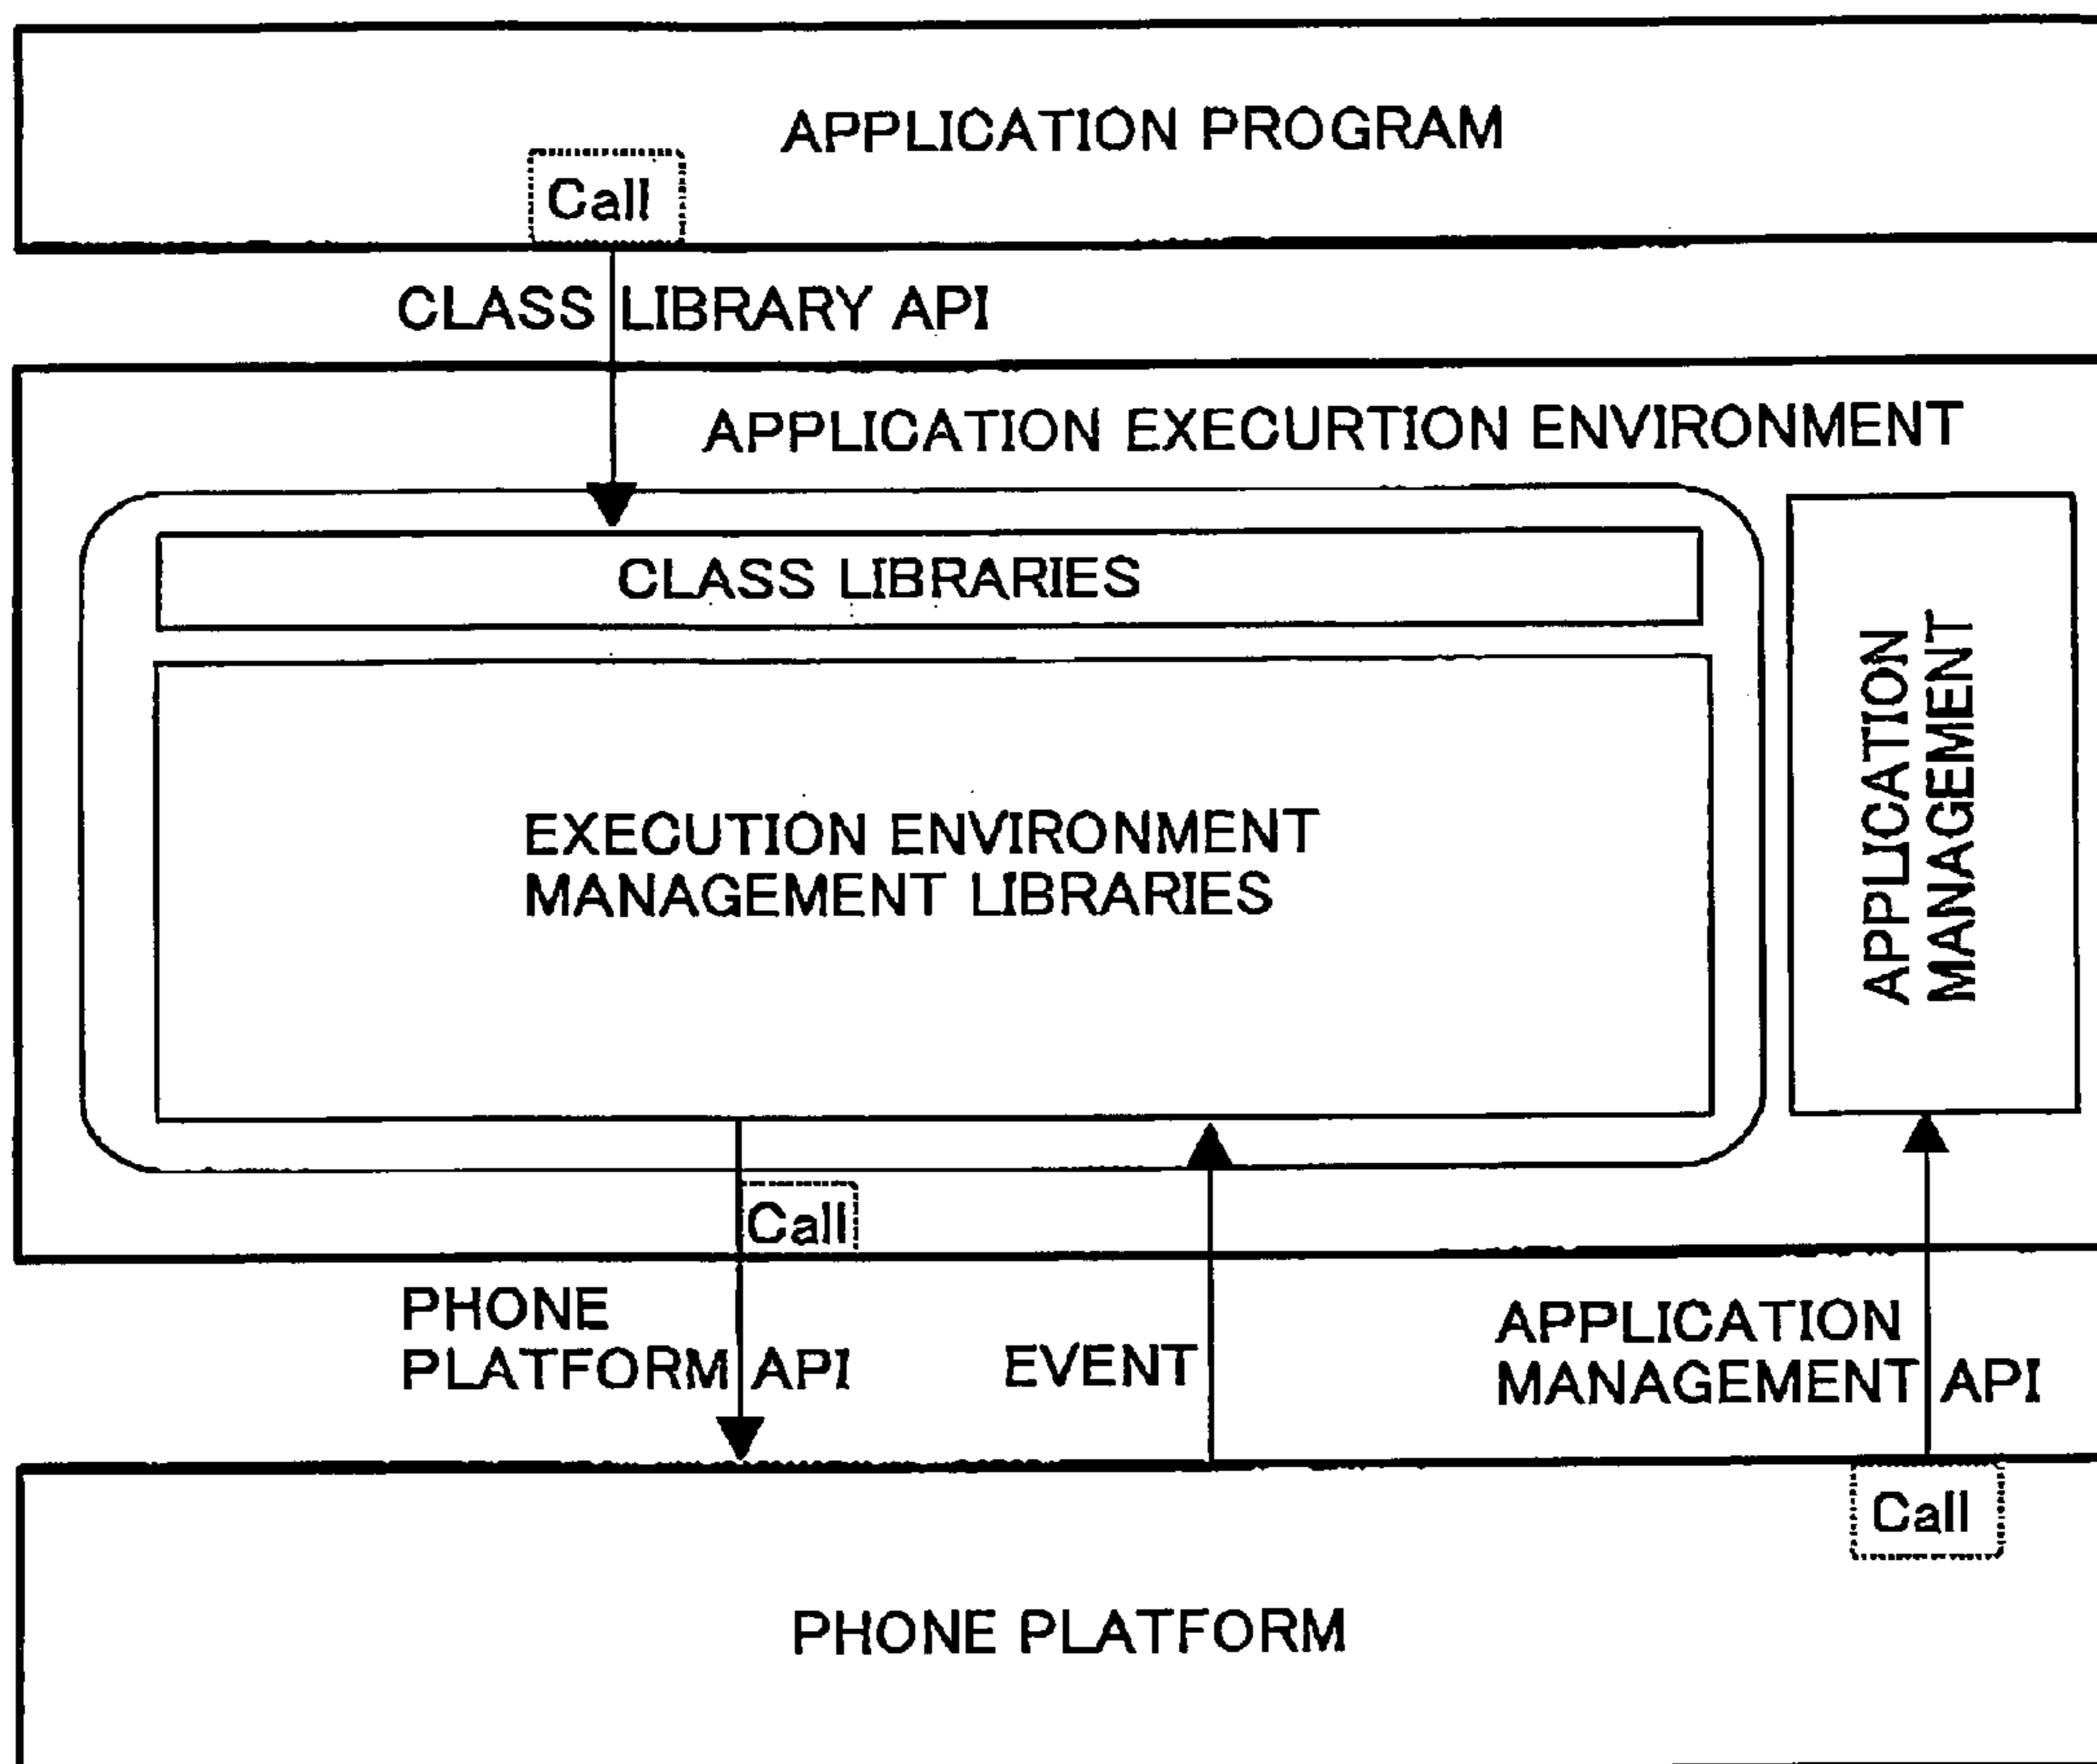 APPLICATION PROGRAM
Call
CLASS LIBRARY API
APPLICATION EXECURTION ENVIRONMENT
CLASS LIBRARIES
EXECUTION ENVIRONMENT
MANAGEMENT LIBRARIES
APPLICATION
MANAGEMENT
Call
PHONE
PLATFORM API
EVENT
APPLICATION
MANAGEMENT API
Call
PHONE PLATFORM